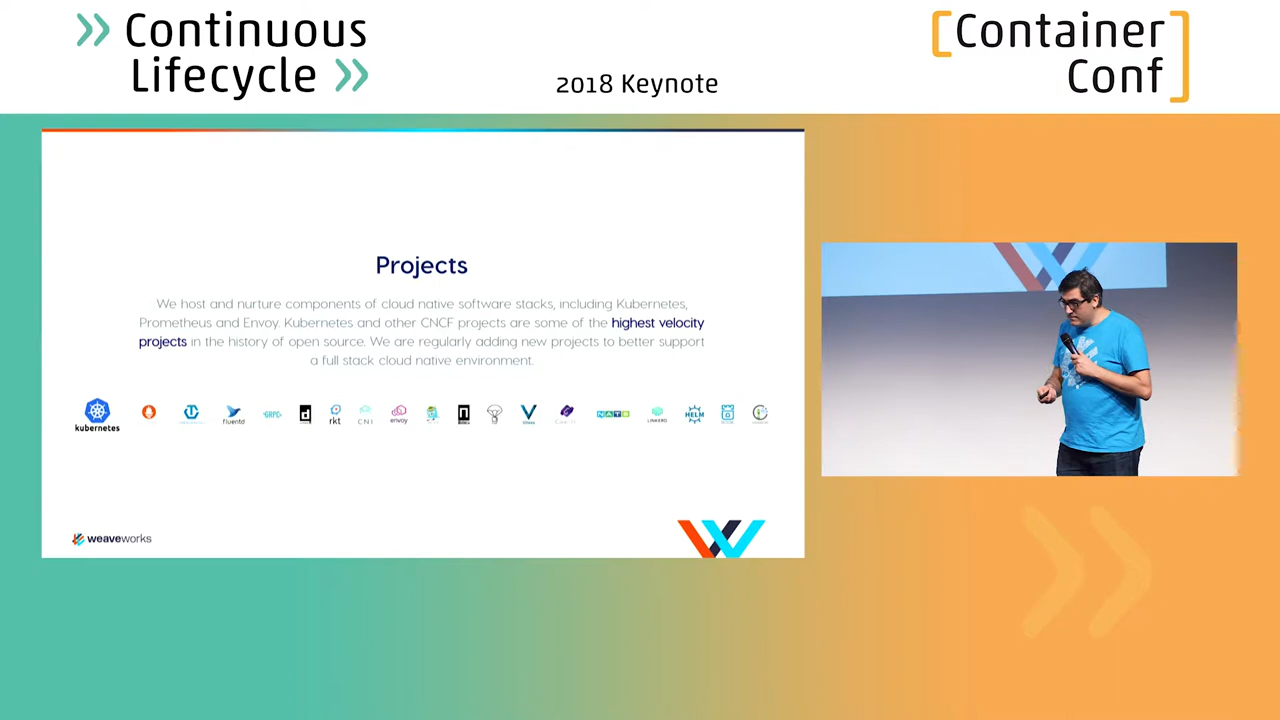 Continuous
Lifecycle
2018 Keynote
[Container
Conf]
Projects
We host and nurture components of cloud native software stacks, including Kubernetes,
Prometheus and Envoy. Kubernetes and other CNCF projects are some of the highest velocity
projects in the history of open source. We are regularly adding new projects to better support
a full stack cloud native environment.
kubernetes
fluentd
gRPC
d
rkt
CNI
envoy
n
NATS
LINKERD
HELM
weaveworks